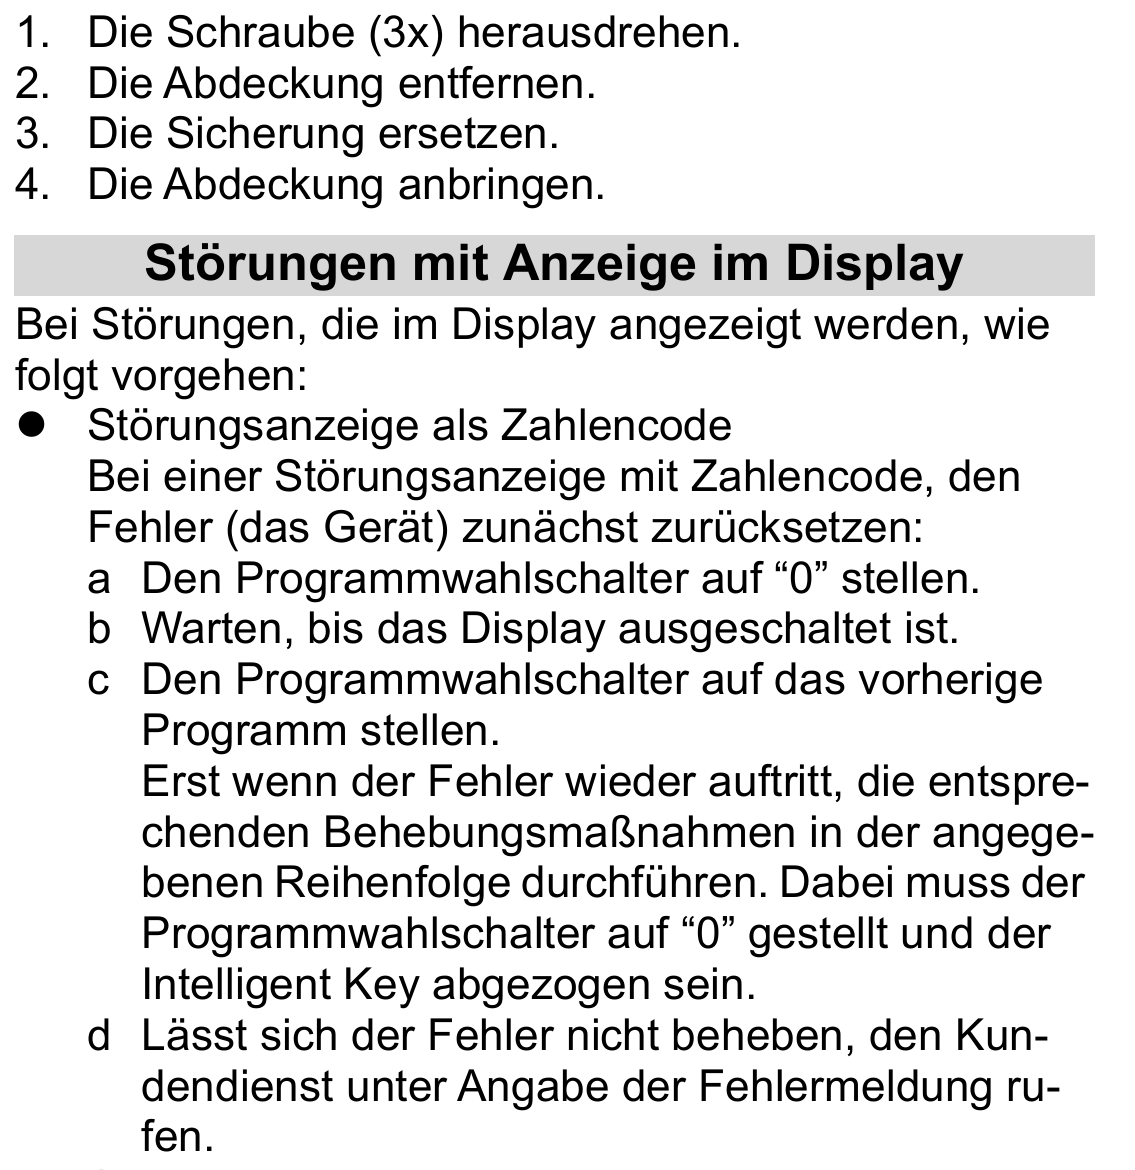 1. Die Schraube (3x) herausdrehen.
2. Die Abdeckung entfernen.
3. Die Sicherung ersetzen.
4. Die Abdeckung anbringen.
Störungen mit Anzeige im Display
Bei Störungen, die im Display angezeigt werden, wie
folgt vorgehen:
● Störungsanzeige als Zahlencode
Bei einer Störungsanzeige mit Zahlencode, den
Fehler (das Gerät) zunächst zurücksetzen:
a Den Programmwahlschalter auf “0” stellen.
b Warten, bis das Display ausgeschaltet ist.
c Den Programmwahlschalter auf das vorherige
Programm stellen.
Erst wenn der Fehler wieder auftritt, die entspre-
chenden Behebungsmaßnahmen in der angege-
benen Reihenfolge durchführen. Dabei muss der
Programmwahlschalter auf “0” gestellt und der
Intelligent Key abgezogen sein.
d Lässt sich der Fehler nicht beheben, den Kun-
dendienst unter Angabe der Fehlermeldung ru-
fen.